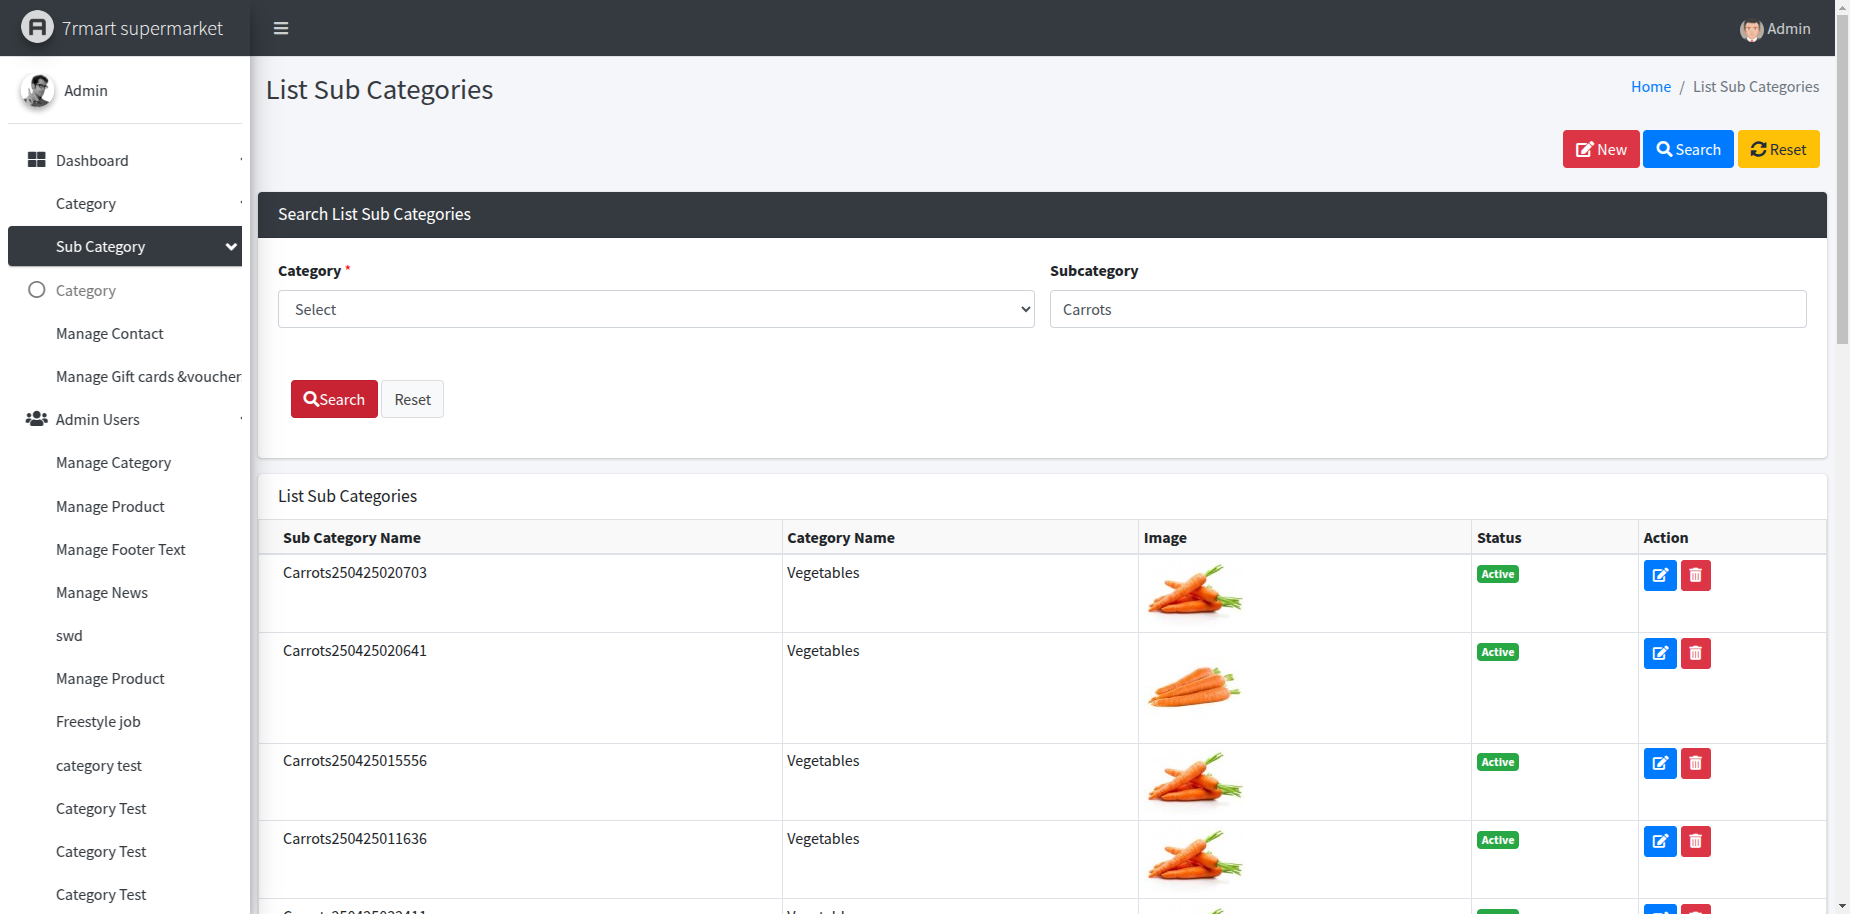 7rmart supermarket
Admin
Admin
Dashboard
Category
Sub Category
Category
Manage Contact
Manage Gift cards &voucher
Admin Users
Manage Category
Manage Product
Manage Footer Text
Manage News
swd
Manage Product
Freestyle job
category test
Category Test
Category Test
Category Test
List Sub Categories
Home / List Sub Categories
New Search Reset
Search List Sub Categories
Category * Subcategory
Select Carrots
Search Reset
List Sub Categories
Sub Category Name Category Name Image Status Action
Carrots250425020703 Vegetables Active
Carrots250425020641 Vegetables Active
Carrots250425015556 Vegetables Active
Carrots250425011636 Vegetables Active